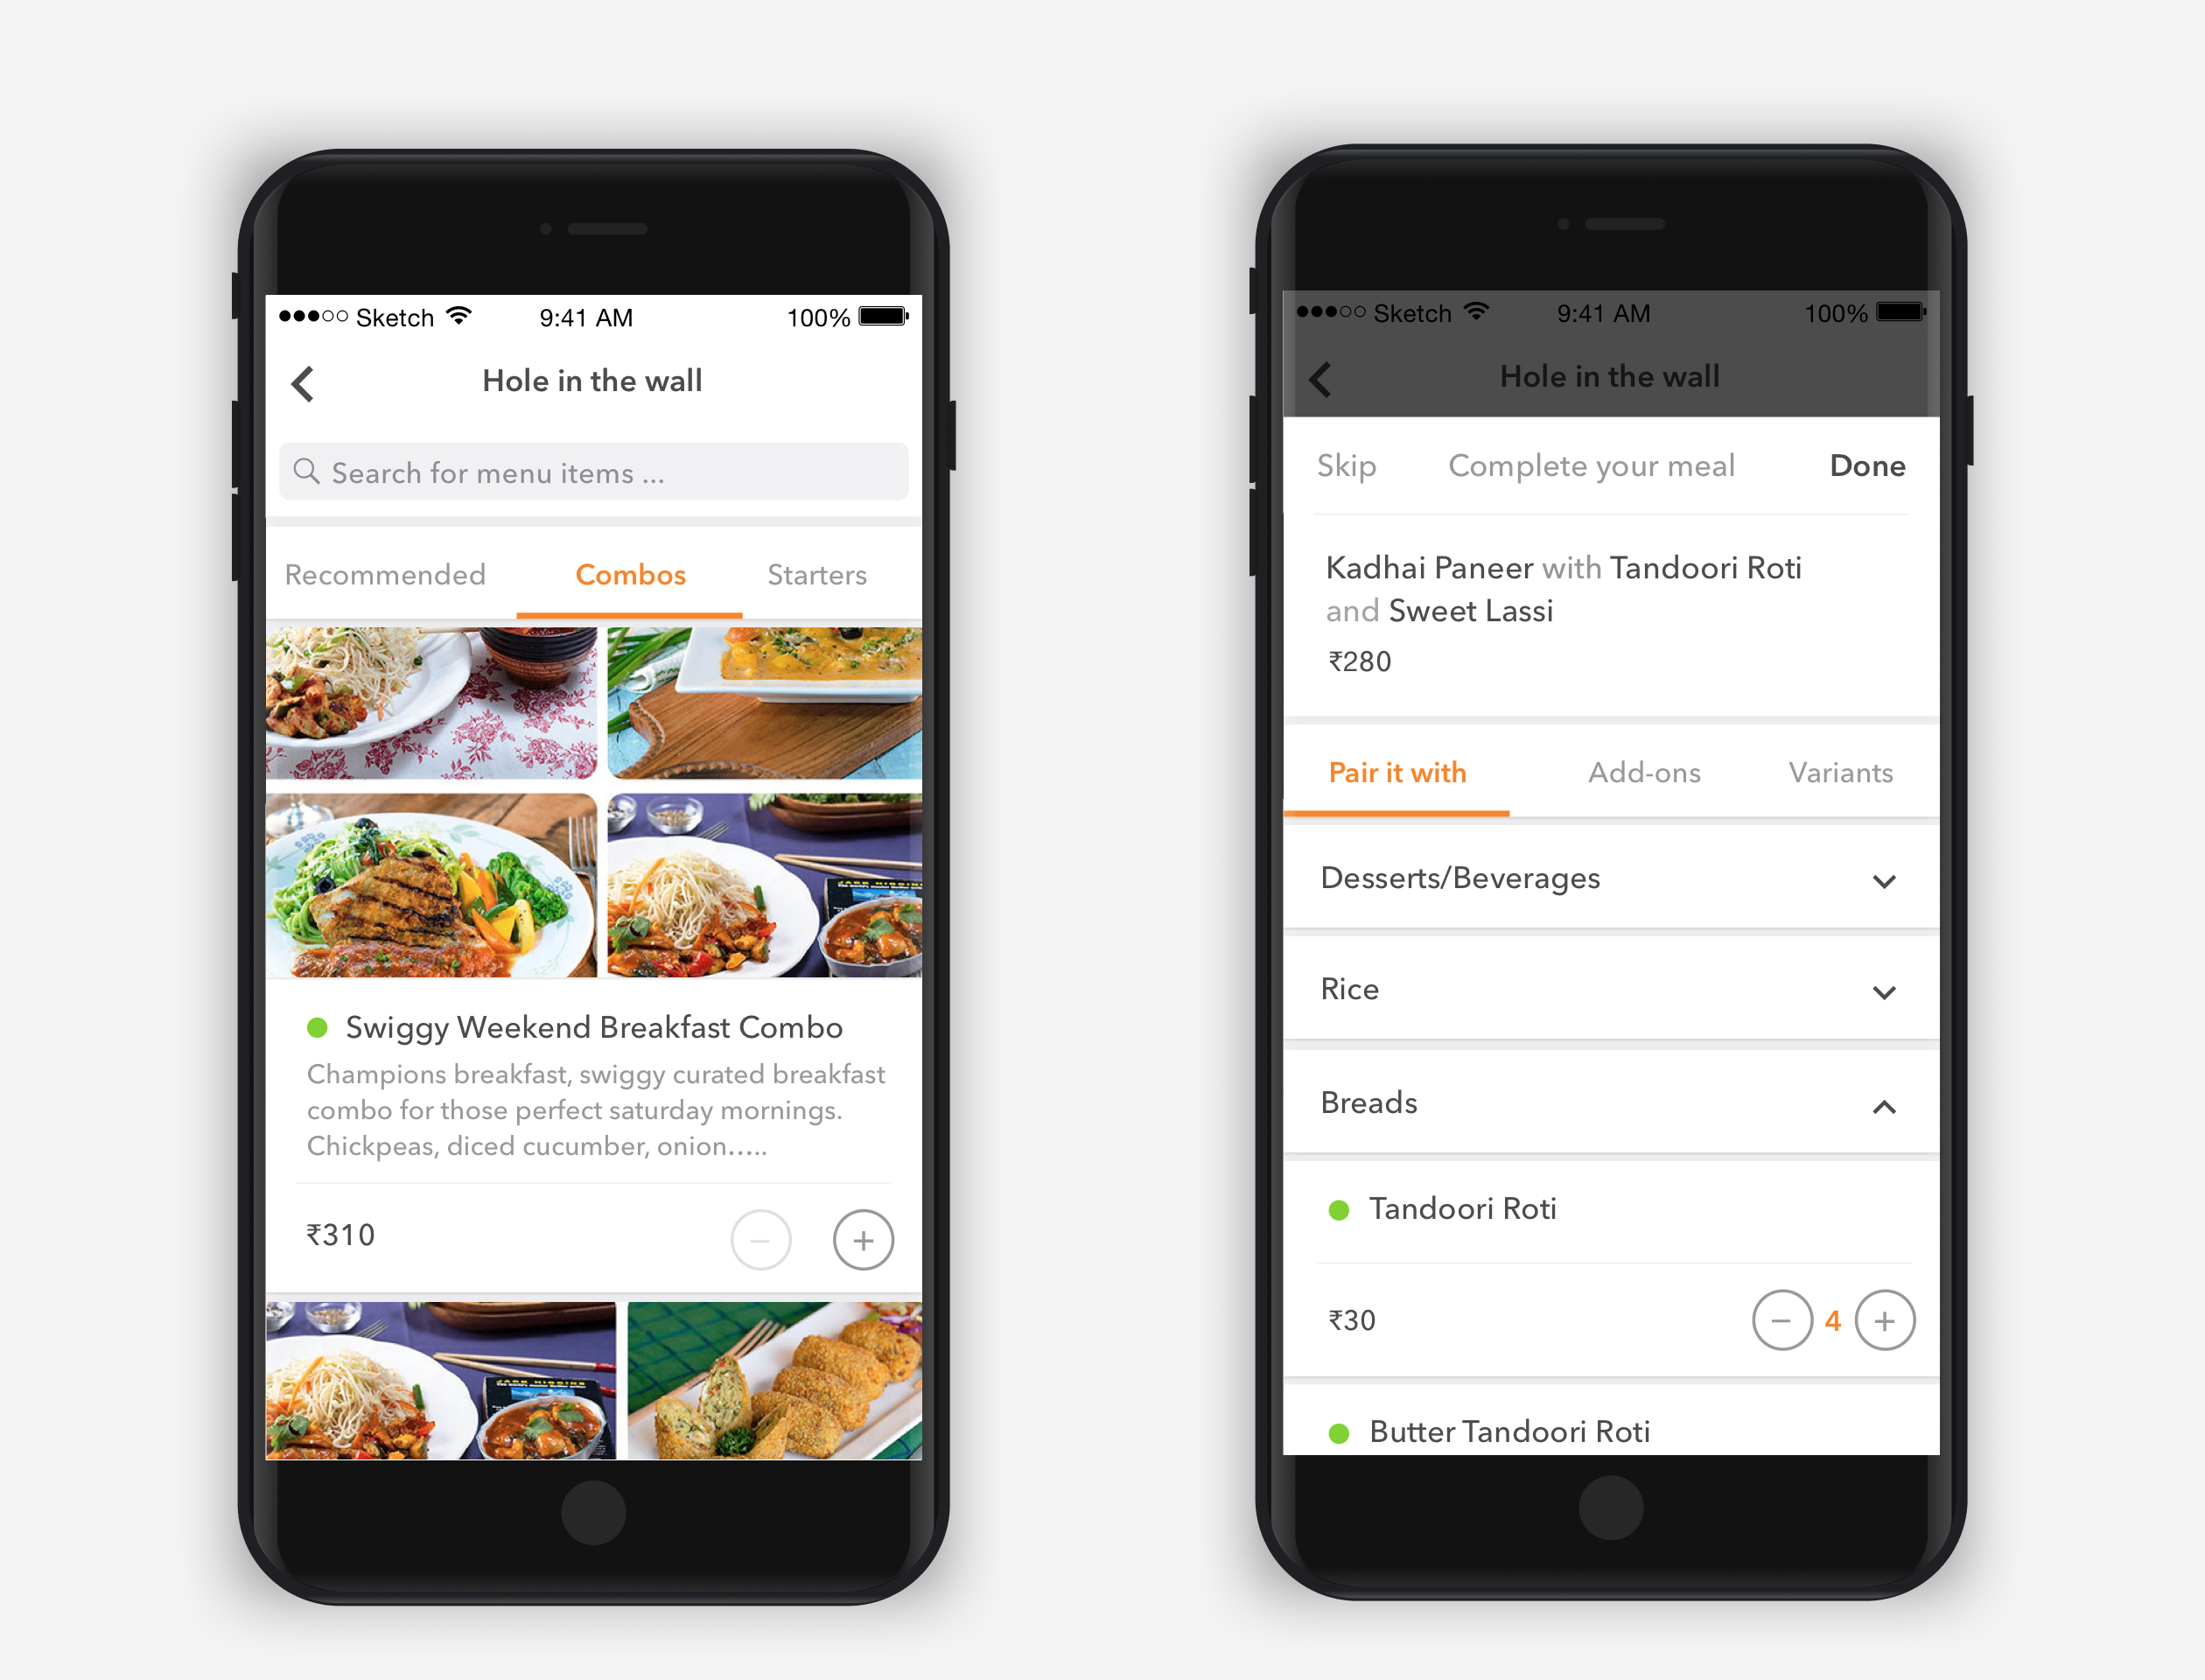 Sketch 9:41 AM 100%
Hole in the wall
Search for menu items ...
Recommended Combos Starters
Swiggy Weekend Breakfast Combo
Champions breakfast, swiggy curated breakfast
combo for those perfect saturday mornings.
Chickpeas, diced cucumber, onion.....
₹310
Sketch 9:41 AM 100%
Hole in the wall
Skip Complete your meal Done
Kadhai Paneer with Tandoori Roti
and Sweet Lassi
₹280
Pair it with Add-ons Variants
Desserts/Beverages
Rice
Breads
Tandoori Roti
₹30 − 4 +
Butter Tandoori Roti